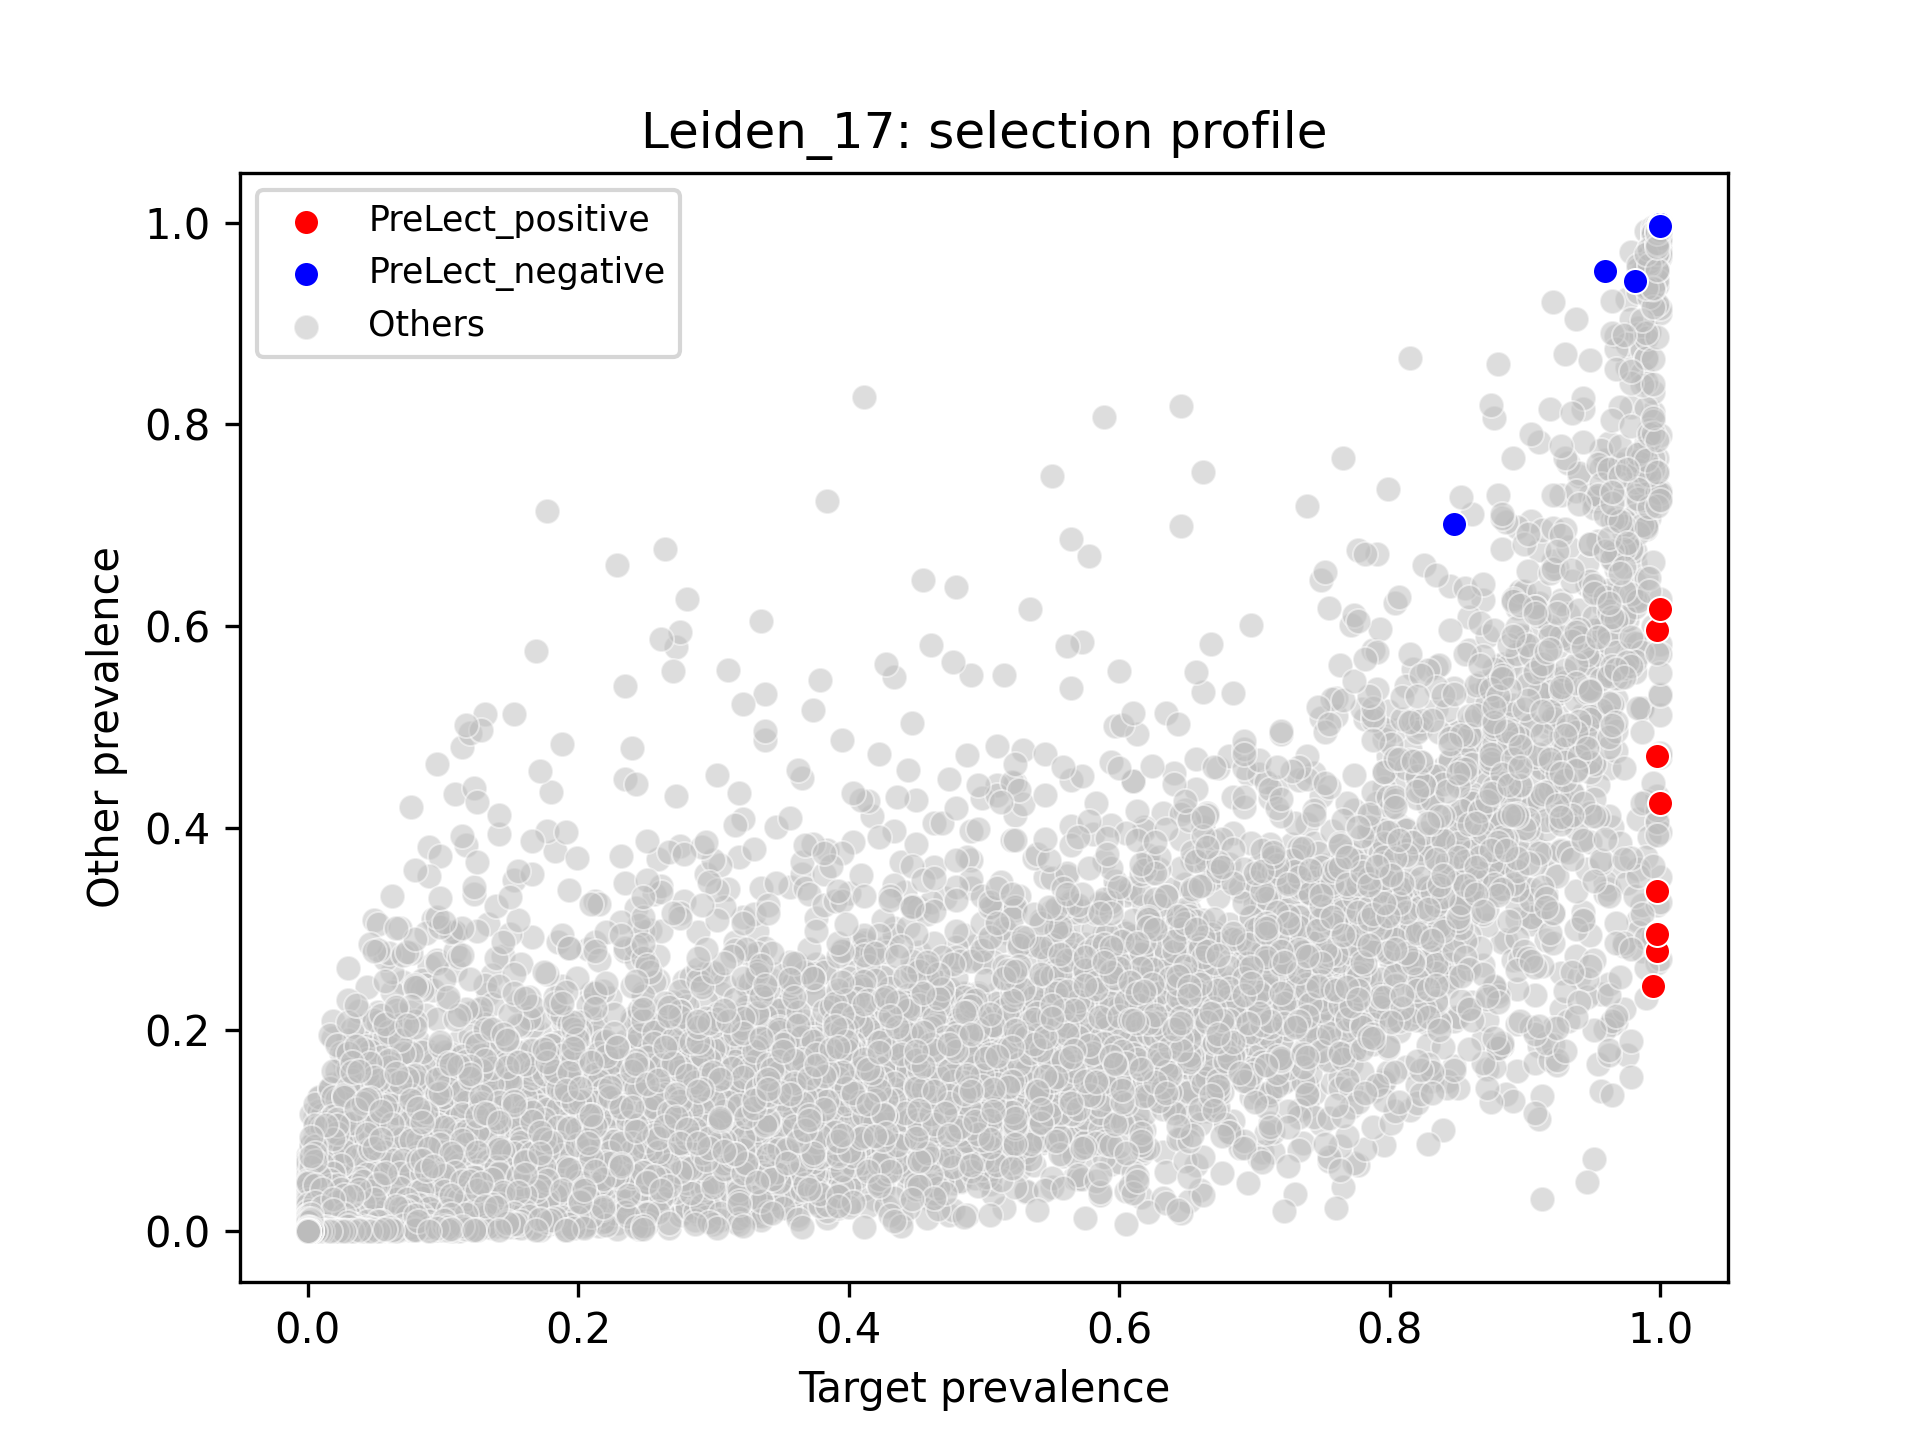 Leiden_17: selection profile
PreLect_positive
PreLect_negative
Others
1.0
0.8
0.6
0.4
0.2
0.0
Other prevalence
0.0 0.2 0.4 0.6 0.8 1.0
Target prevalence